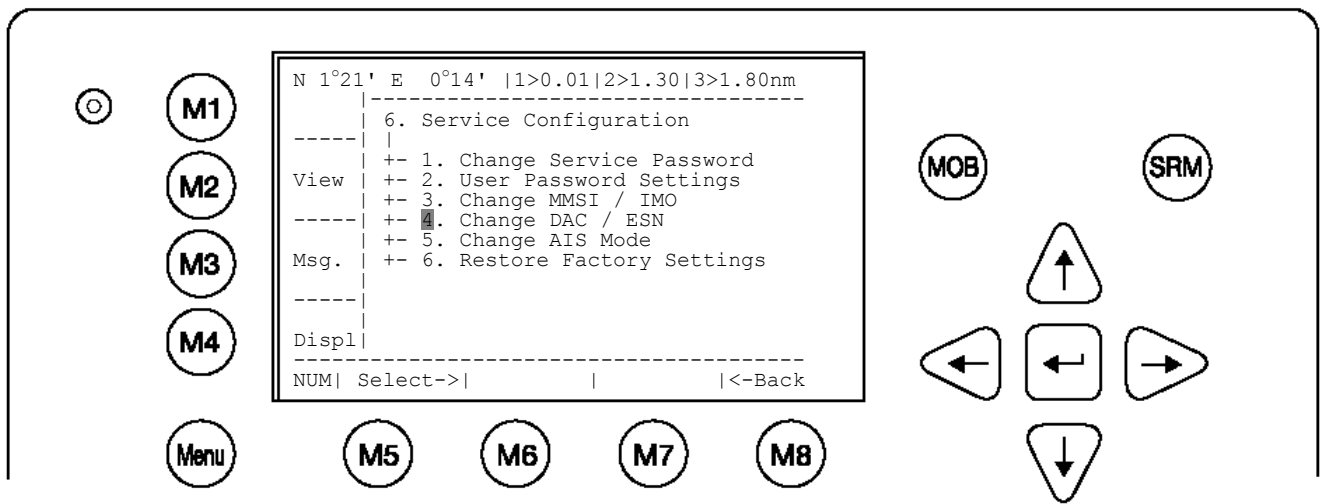 N 1°21' E 0°14' |1>0.01|2>1.30|3>1.80nm
|----------------------------------
| 6. Service Configuration
-----| |
| +- 1. Change Service Password
View | +- 2. User Password Settings
| +- 3. Change MMSI / IMO
-----| +- 4. Change DAC / ESN
| +- 5. Change AIS Mode
Msg. | +- 6. Restore Factory Settings
|
-----|
|
Displ|
----------------------------------------
NUM| Select->| | |<-Back
M1
M2
M3
M4
Menu
M5
M6
M7
M8
MOB
SRM